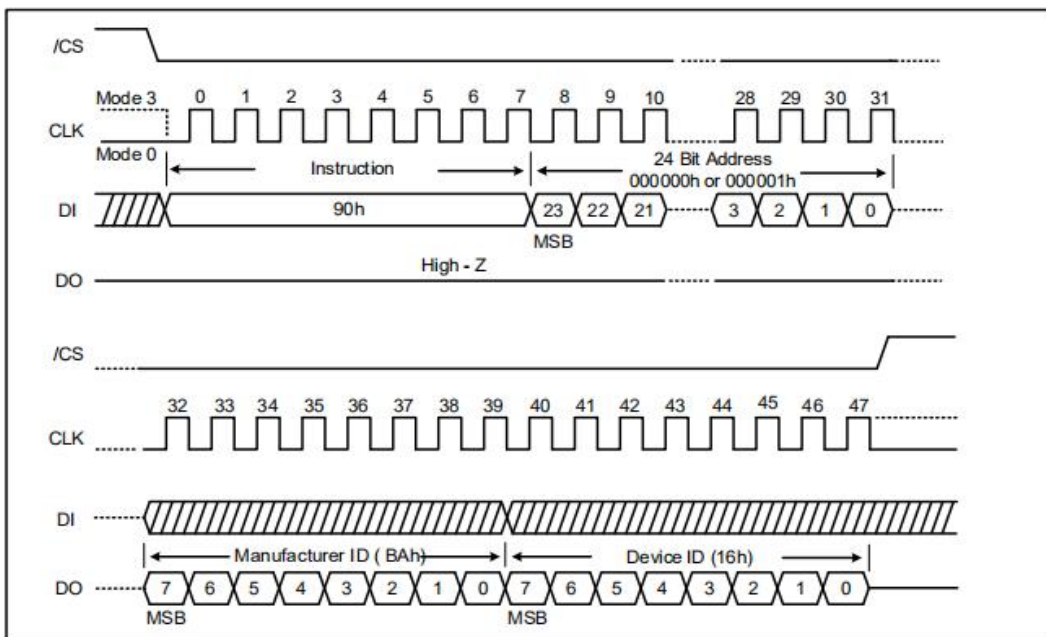 /CS
Mode 3 0 1 2 3 4 5 6 7 8 9 10 28 29 30 31
CLK
Mode 0 Instruction 24 Bit Address
000000h or 000001h
DI 90h 23 22 21 3 2 1 0
MSB
High - Z
DO
/CS
32 33 34 35 36 37 38 39 40 41 42 43 44 45 46 47
CLK
DI
Manufacturer ID ( BAh) Device ID (16h)
DO 7 6 5 4 3 2 1 0 7 6 5 4 3 2 1 0
MSB MSB